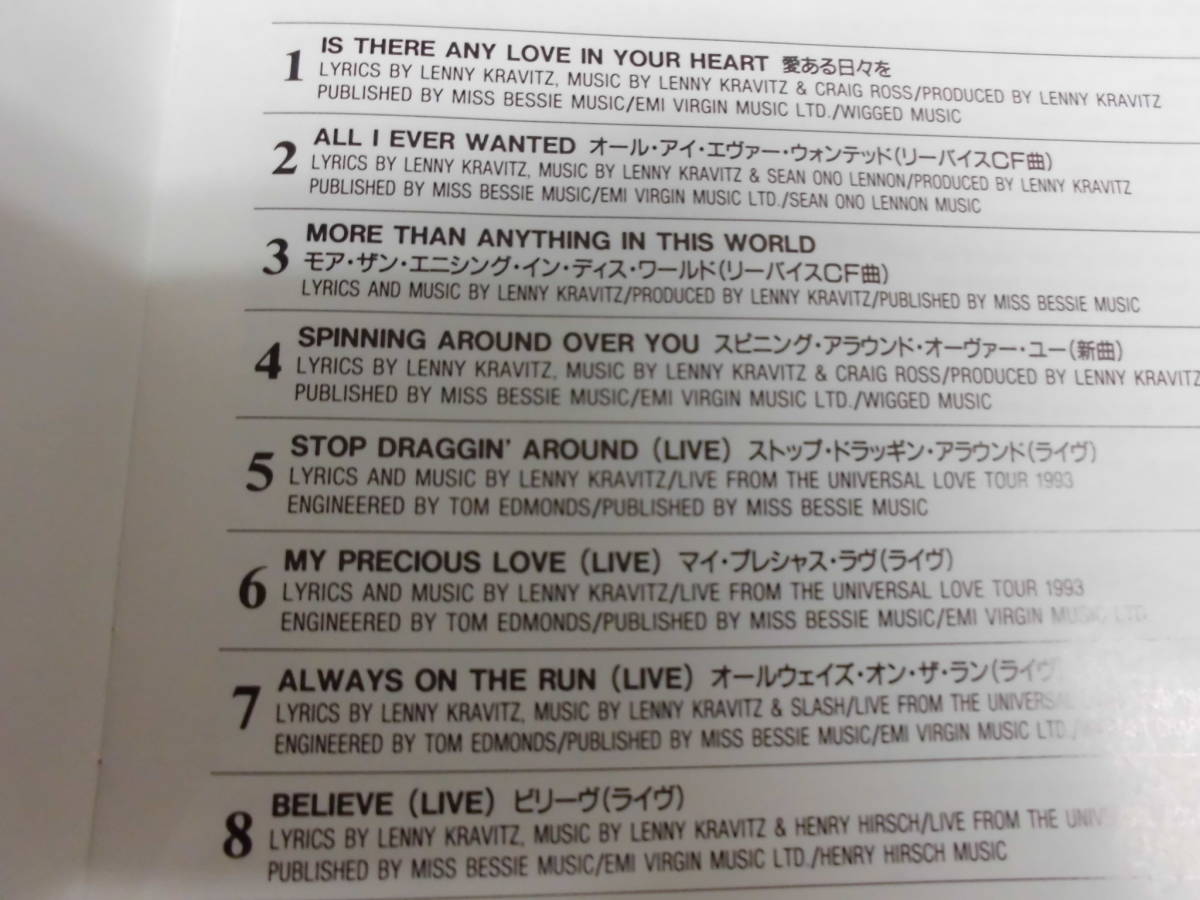 1 IS THERE ANY LOVE IN YOUR HEART 愛ある日々を
LYRICS BY LENNY KRAVITZ, MUSIC BY LENNY KRAVITZ & CRAIG ROSS/PRODUCED BY LENNY KRAVITZ
PUBLISHED BY MISS BESSIE MUSIC/EMI VIRGIN MUSIC LTD./WIGGED MUSIC
2 ALL I EVER WANTED オール・アイ・エヴァー・ウォンテッド(リーバイスCF曲)
LYRICS BY LENNY KRAVITZ, MUSIC BY LENNY KRAVITZ & SEAN ONO LENNON/PRODUCED BY LENNY KRAVITZ
PUBLISHED BY MISS BESSIE MUSIC/EMI VIRGIN MUSIC LTD./SEAN ONO LENNON MUSIC
3 MORE THAN ANYTHING IN THIS WORLD
モア・ザン・エニシング・イン・ディス・ワールド(リーバイスCF曲)
LYRICS AND MUSIC BY LENNY KRAVITZ/PRODUCED BY LENNY KRAVITZ/PUBLISHED BY MISS BESSIE MUSIC
4 SPINNING AROUND OVER YOU スピニング・アラウンド・オーヴァー・ユー(新曲)
LYRICS BY LENNY KRAVITZ, MUSIC BY LENNY KRAVITZ & CRAIG ROSS/PRODUCED BY LENNY KRAVITZ
PUBLISHED BY MISS BESSIE MUSIC/EMI VIRGIN MUSIC LTD./WIGGED MUSIC
5 STOP DRAGGIN' AROUND (LIVE) ストップ・ドラッギン・アラウンド(ライヴ)
LYRICS AND MUSIC BY LENNY KRAVITZ/LIVE FROM THE UNIVERSAL LOVE TOUR 1993
ENGINEERED BY TOM EDMONDS/PUBLISHED BY MISS BESSIE MUSIC
6 MY PRECIOUS LOVE (LIVE) マイ・プレシャス・ラヴ(ライヴ)
LYRICS AND MUSIC BY LENNY KRAVITZ/LIVE FROM THE UNIVERSAL LOVE TOUR 1993
ENGINEERED BY TOM EDMONDS/PUBLISHED BY MISS BESSIE MUSIC/EMI VIRGIN MUSIC LTD.
7 ALWAYS ON THE RUN (LIVE) オールウェイズ・オン・ザ・ラン(ライヴ
LYRICS BY LENNY KRAVITZ, MUSIC BY LENNY KRAVITZ & SLASH/LIVE FROM THE UNIVERSAL
ENGINEERED BY TOM EDMONDS/PUBLISHED BY MISS BESSIE MUSIC/EMI VIRGIN MUSIC LTD./
8 BELIEVE (LIVE) ビリーヴ(ライヴ)
LYRICS BY LENNY KRAVITZ, MUSIC BY LENNY KRAVITZ & HENRY HIRSCH/LIVE FROM THE
PUBLISHED BY MISS BESSIE MUSIC/EMI VIRGIN MUSIC LTD./HENRY HIRSCH MUSIC